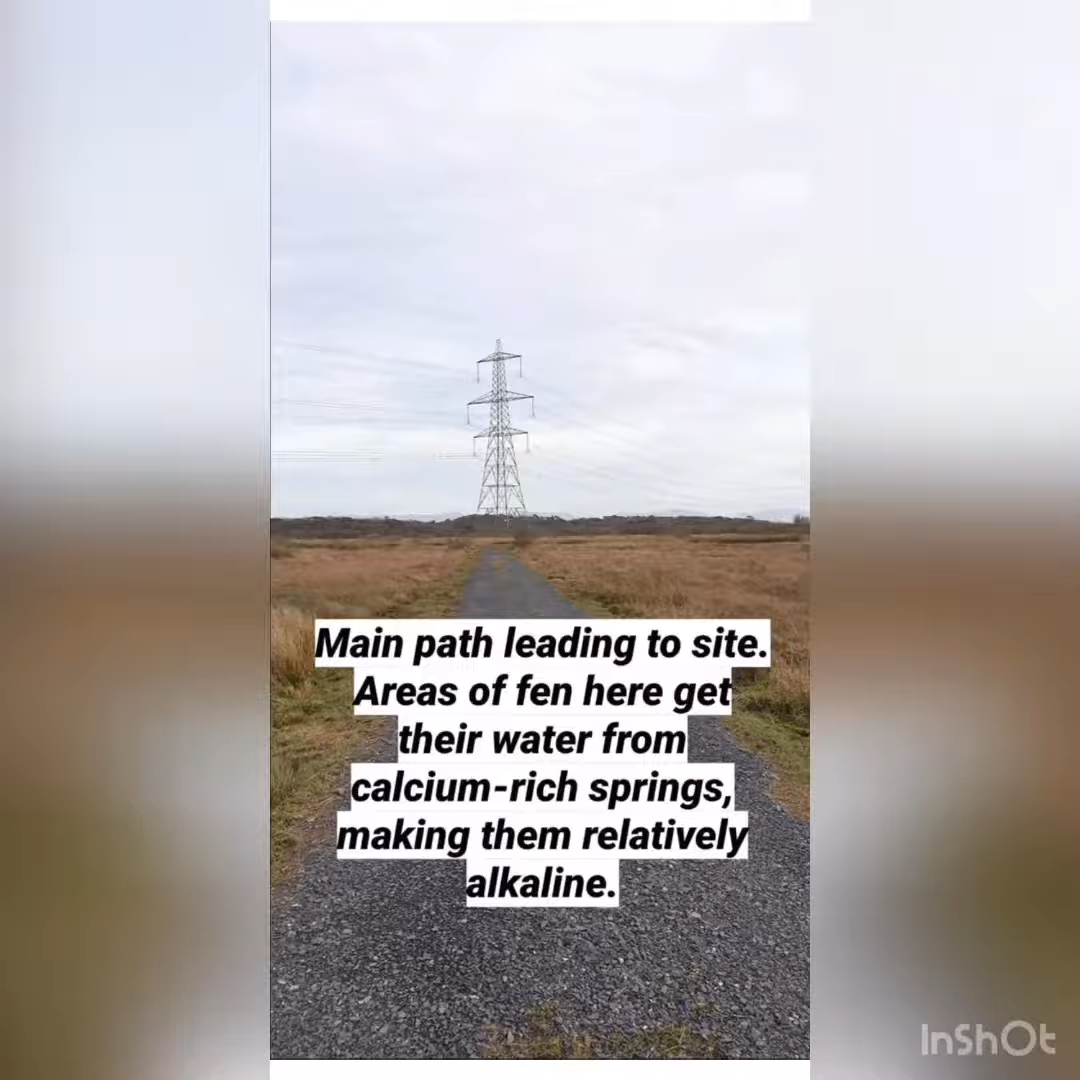 Main path leading to site.
Areas of fen here get
their water from
calcium-rich springs,
making them relatively
alkaline.
InShOt